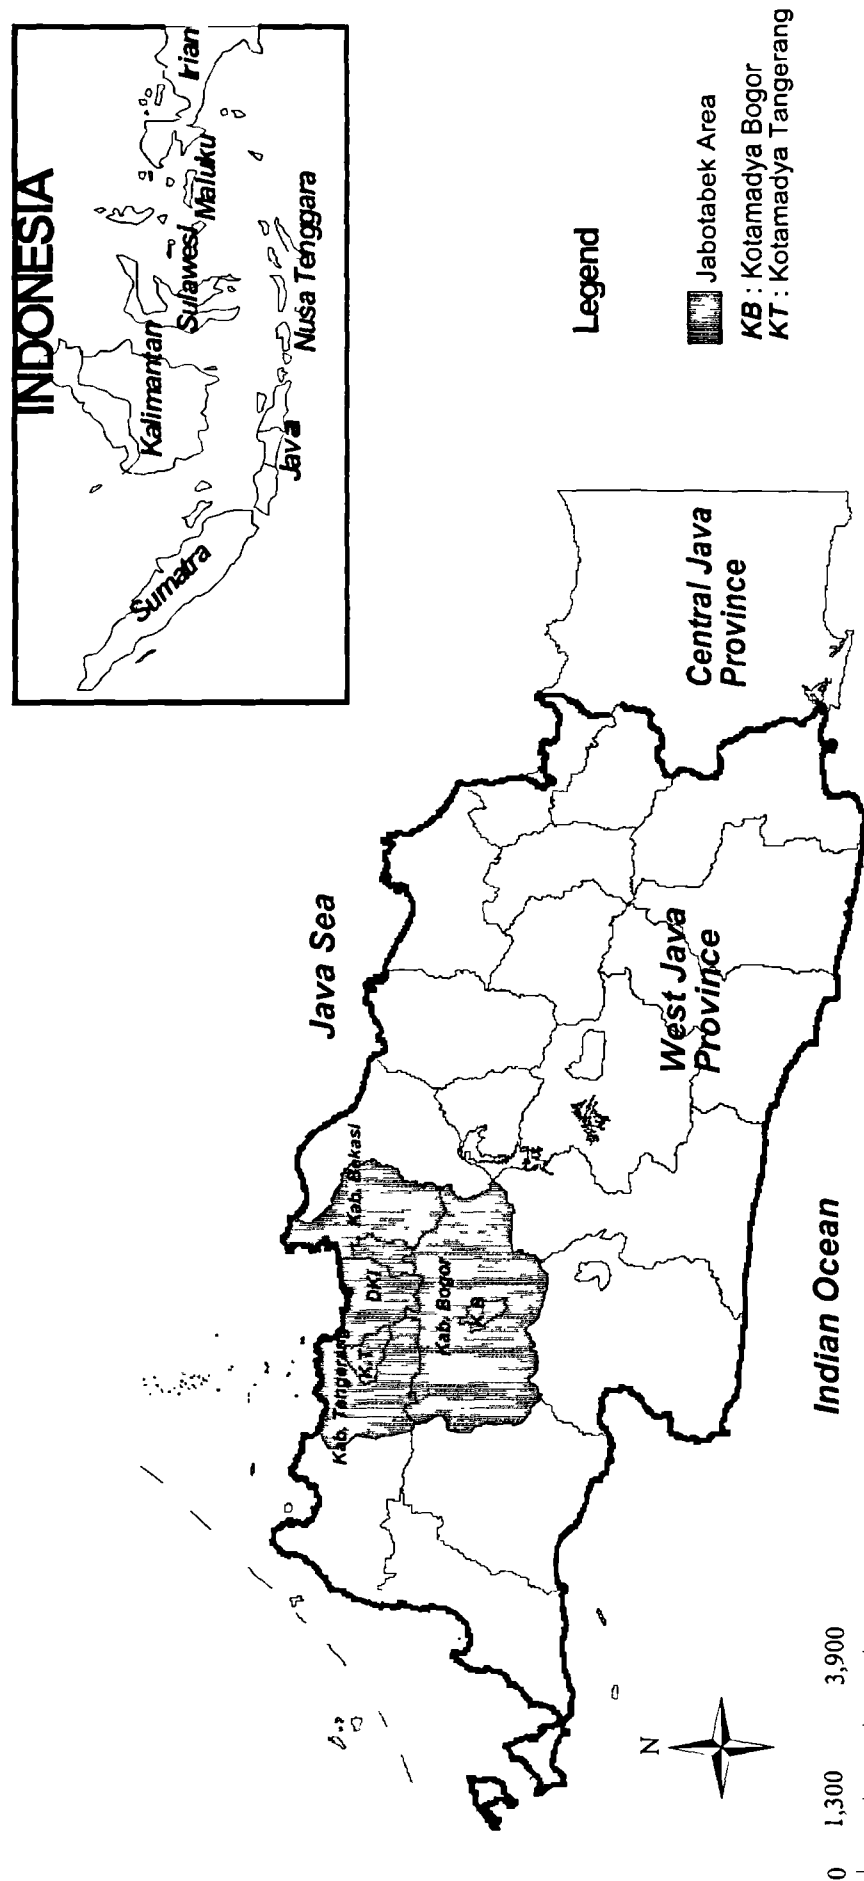 INDONESIA
Kalimantan
Sumatra
Sulawesi
Maluku
Irian
Java
Nusa Tenggara
Java Sea
Legend
Jabotabek Area
KB : Kotamadya Bogor
KT : Kotamadya Tangerang
Kab. Tangerang
K.T.
DKI
Kab. Bekasi
Kab. Bogor
K.B
West Java
Province
Central Java
Province
Indian Ocean
N
0 1,300 3,900